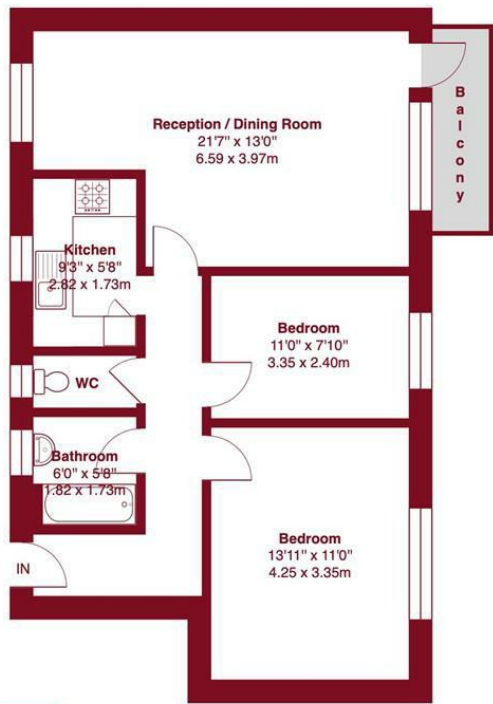 Reception / Dining Room
21'7" x 13'0"
6.59 x 3.97m
Balcony
Kitchen
9'3" x 5'8"
2.82 x 1.73m
Bedroom
11'0" x 7'10"
3.35 x 2.40m
WC
Bathroom
6'0" x 5'8"
1.82 x 1.73m
Bedroom
13'11" x 11'0"
4.25 x 3.35m
IN